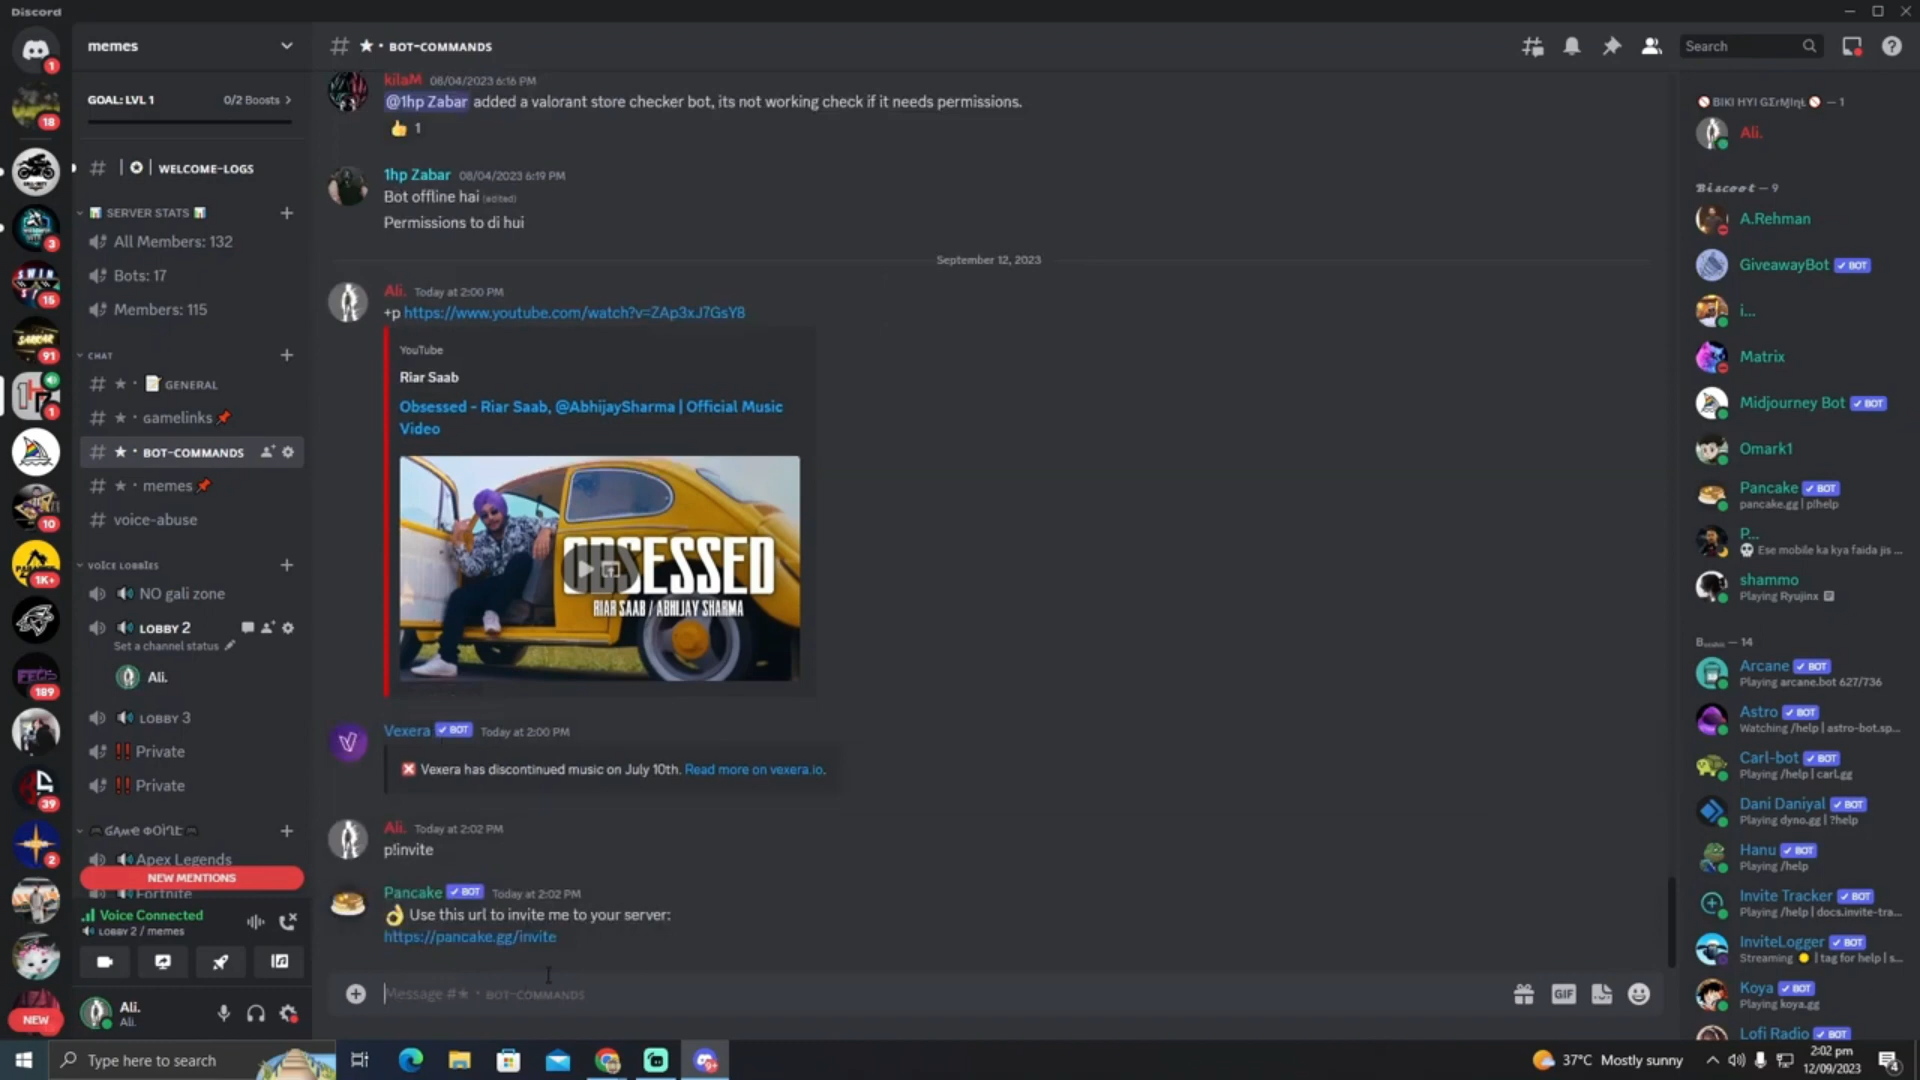 Discord
memes
GOAL: LVL 1 0/2 Boosts
WELCOME-LOGS
SERVER STATS
All Members: 132
Bots: 17
Members: 115
CHAT
GENERAL
gamelinks
BOT-COMMANDS
memes
voice-abuse
VOICE LOBBIES
NO gali zone
LOBBY 2
Set a channel status
Ali.
LOBBY 3
!! Private
!! Private
Apex Legends
NEW MENTIONS
Fortnite
Voice Connected
LOBBY 2 / memes
Ali.
Ali.
1
18
3
15
91
1
10
1K+
189
39
2
NEW
# ★ • BOT-COMMANDS
Search
kilaM 08/04/2023 6:16 PM
@1hp Zabar added a valorant store checker bot, its not working check if it needs permissions.
1
1hp Zabar 08/04/2023 6:19 PM
Bot offline hai (edited)
Permissions to di hui
September 12, 2023
Ali. Today at 2:00 PM
+p https://www.youtube.com/watch?v=ZAp3xJ7GsY8
YouTube
Riar Saab
Obsessed - Riar Saab, @AbhijaySharma | Official Music
Video
OBSESSED
RIAR SAAB / ABHIJAY SHARMA
Vexera BOT Today at 2:00 PM
Vexera has discontinued music on July 10th. Read more on vexera.io.
Ali. Today at 2:02 PM
p!invite
Pancake BOT Today at 2:02 PM
Use this url to invite me to your server:
https://pancake.gg/invite
Message #★ • BOT-COMMANDS
GIF
Ali.
A.Rehman
GiveawayBot BOT
i...
Matrix
Midjourney Bot BOT
Omark1
Pancake BOT
pancake.gg | p!help
P...
Ese mobile ka kya faida jis ...
shammo
Playing Ryujinx
Arcane BOT
Playing arcane.bot 627/736
Astro BOT
Watching /help | astro-bot.sp...
Carl-bot BOT
Playing /help | carl.gg
Dani Daniyal BOT
Playing dyno.gg | ?help
Hanu BOT
Playing /help
Invite Tracker BOT
Playing /help | docs.invite-tra...
InviteLogger BOT
Streaming | tag for help | s...
Koya BOT
Playing koya.gg
Lofi Radio BOT
Type here to search
37°C Mostly sunny
2:02 pm
12/09/2023
4